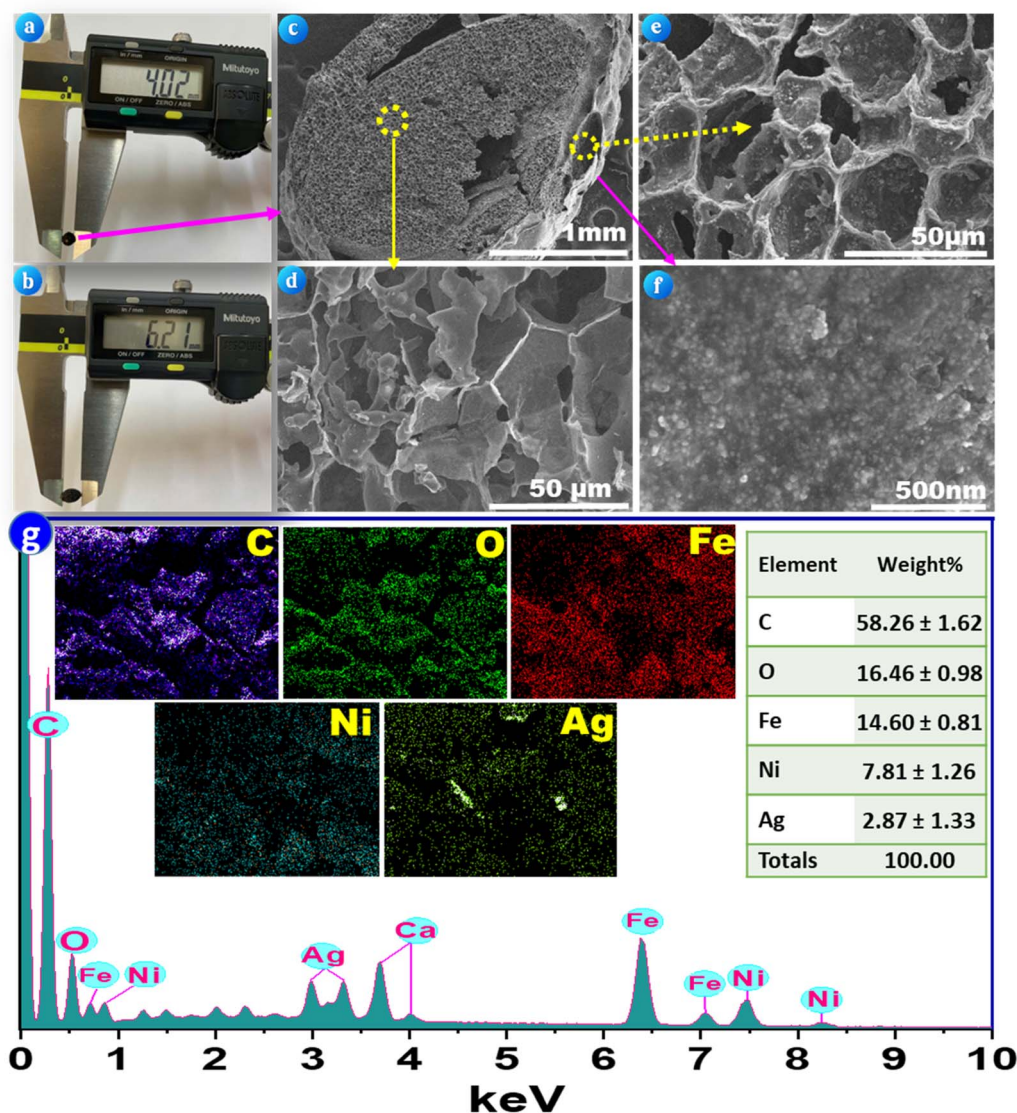 a
in / mm
ORIGIN
4.02
Mitutoyo
ABSOLUTE
ON / OFF
ZERO / ABS
b
in / mm
ORIGIN
6.21
Mitutoyo
ON / OFF
ZERO / ABS
c
1mm
d
50 µm
e
50µm
f
500nm
g
C
O
Fe
Ni
Ag
Element Weight%
C 58.26 ± 1.62
O 16.46 ± 0.98
Fe 14.60 ± 0.81
Ni 7.81 ± 1.26
Ag 2.87 ± 1.33
Totals 100.00
C
O
Fe
Ni
Ag
Ca
Fe
Fe
Ni
Ni
0 1 2 3 4 5 6 7 8 9 10
keV